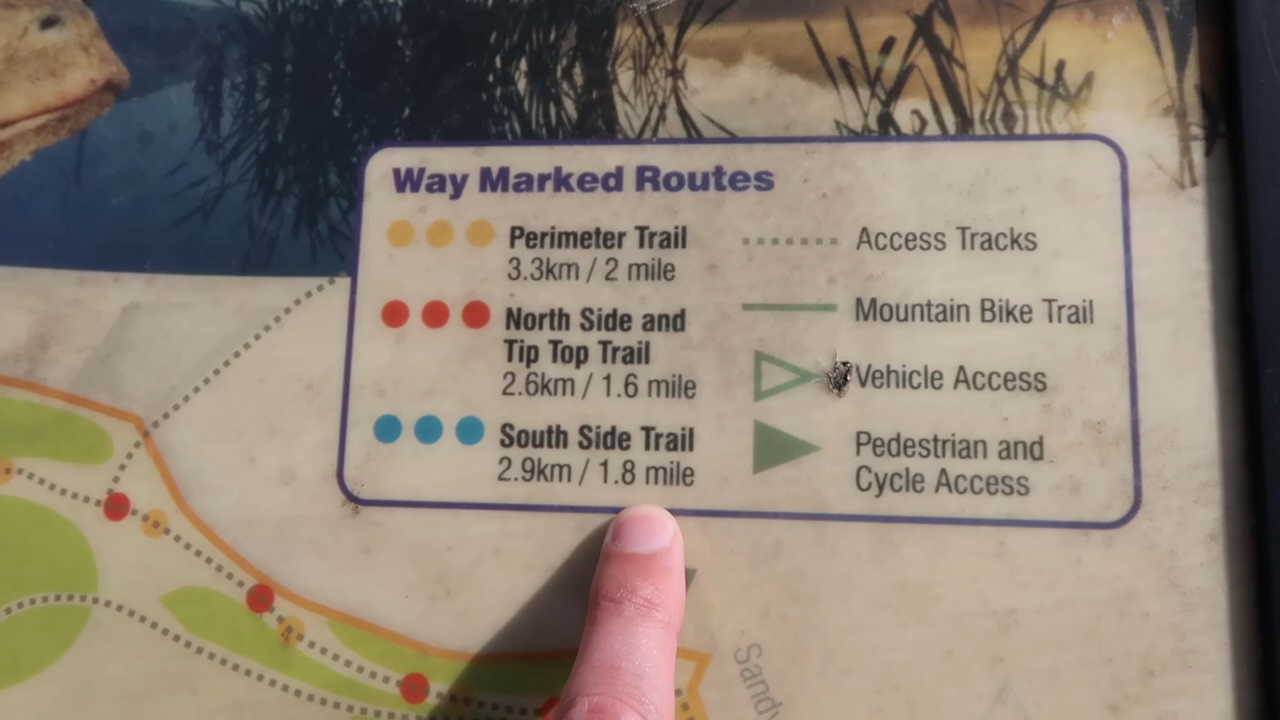 Way Marked Routes
Perimeter Trail
3.3km / 2 mile
North Side and
Tip Top Trail
2.6km / 1.6 mile
South Side Trail
2.9km / 1.8 mile
Access Tracks
Mountain Bike Trail
Vehicle Access
Pedestrian and
Cycle Access
Sandy